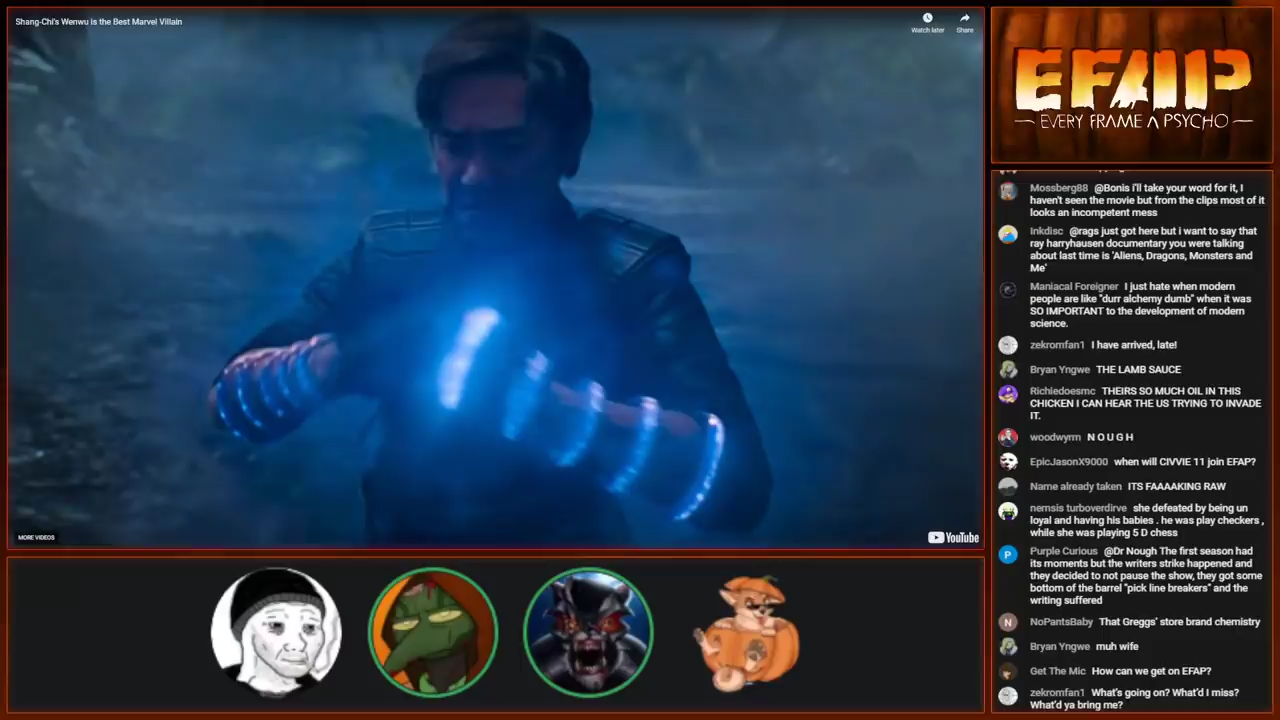 Shang-Chi's Wenwu is the Best Marvel Villain
Watch later
Share
MORE VIDEOS
YouTube
EFAP
EVERY FRAME A PSYCHO
Mossberg88 @Bonis i'll take your word for it, I
haven't seen the movie but from the clips most of it
looks an incompetent mess
Inkdisc @rags just got here but i want to say that
ray harryhausen documentary you were talking
about last time is 'Aliens, Dragons, Monsters and
Me'
Maniacal Foreigner I just hate when modern
people are like "durr alchemy dumb" when it was
SO IMPORTANT to the development of modern
science.
zekromfan1 I have arrived, late!
Bryan Yngwe THE LAMB SAUCE
Richiedoesmc THEIRS SO MUCH OIL IN THIS
CHICKEN I CAN HEAR THE US TRYING TO INVADE
IT.
woodwyrm N O U G H
EpicJasonX9000 when will CIVVIE 11 join EFAP?
Name already taken ITS FAAAAKING RAW
nemsis turboverdirve she defeated by being un
loyal and having his babies . he was play checkers ,
while she was playing 5 D chess
P
Purple Curious @Dr Nough The first season had
its moments but the writers strike happened and
they decided to not pause the show, they got some
bottom of the barrel "pick line breakers" and the
writing suffered
N
NoPantsBaby That Greggs' store brand chemistry
Bryan Yngwe muh wife
Get The Mic How can we get on EFAP?
zekromfan1 What's going on? What'd I miss?
What'd ya bring me?